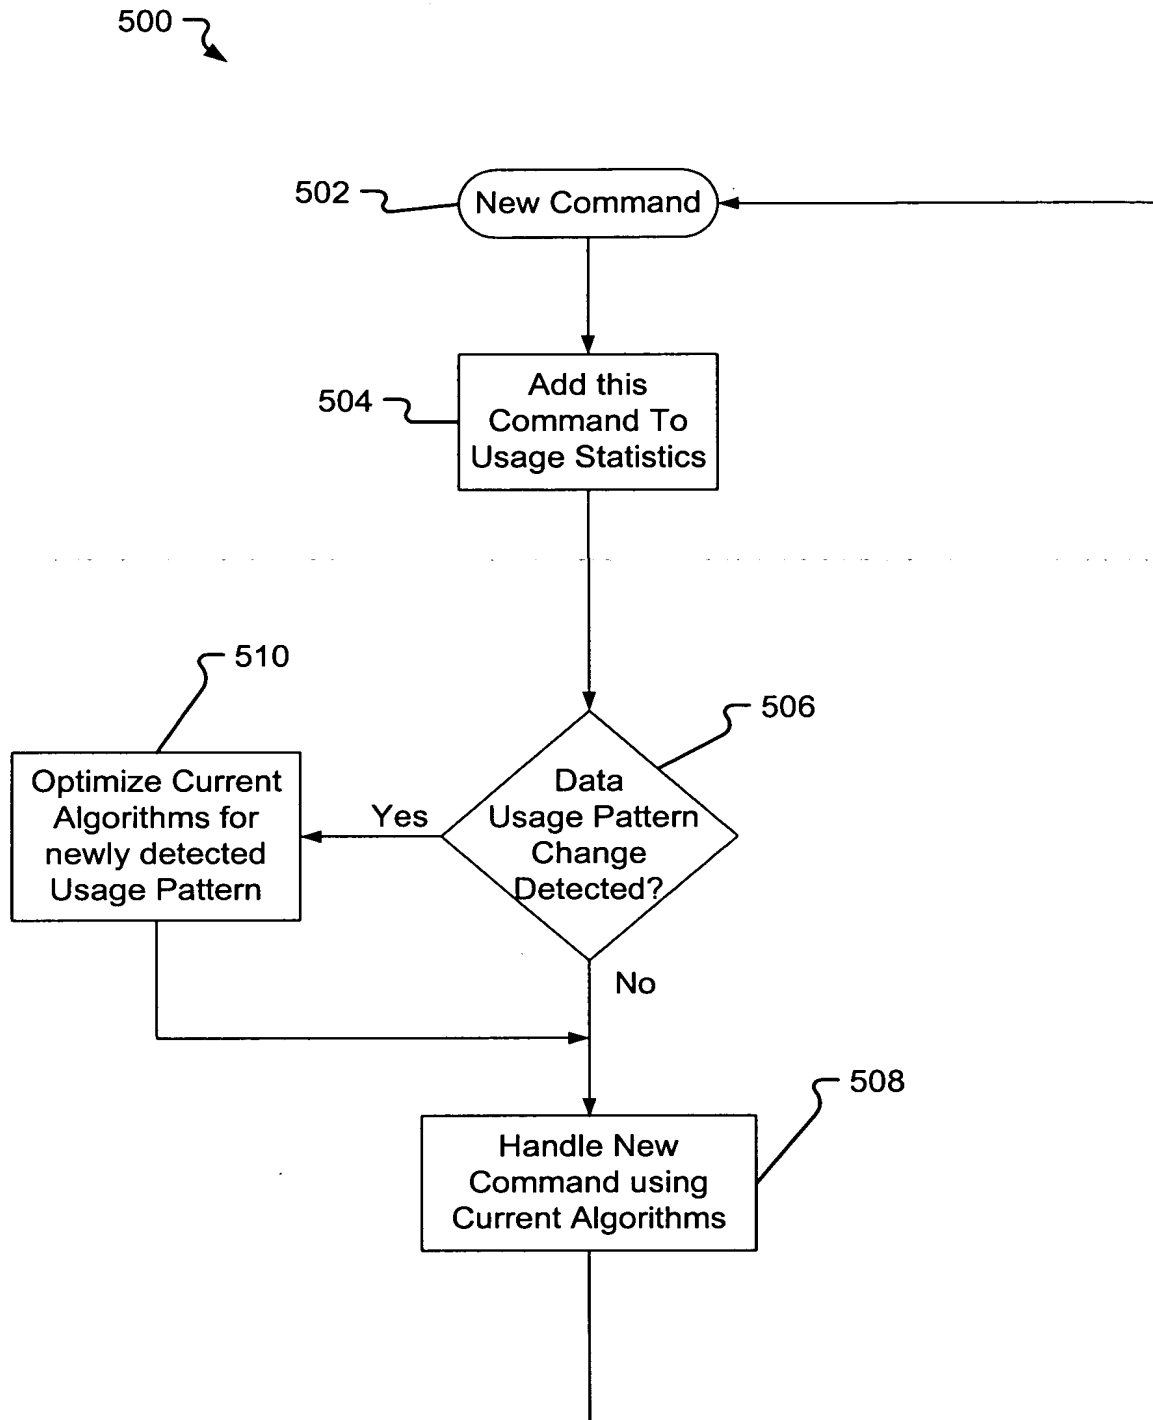 500
502
New Command
504
Add this
Command To
Usage Statistics
510
506
Optimize Current
Algorithms for
newly detected
Usage Pattern
Yes
Data
Usage Pattern
Change
Detected?
No
508
Handle New
Command using
Current Algorithms